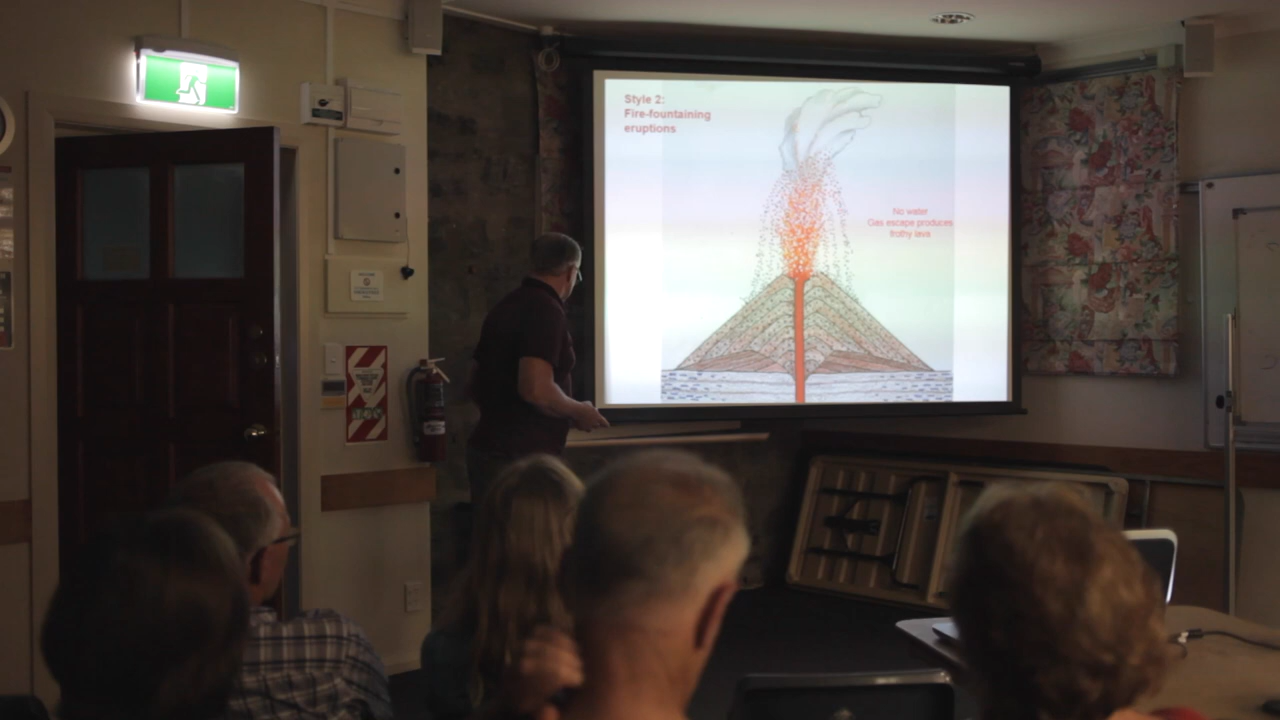 Style 2:
Fire-fountaining
eruptions
No water
Gas escape produces
frothy lava